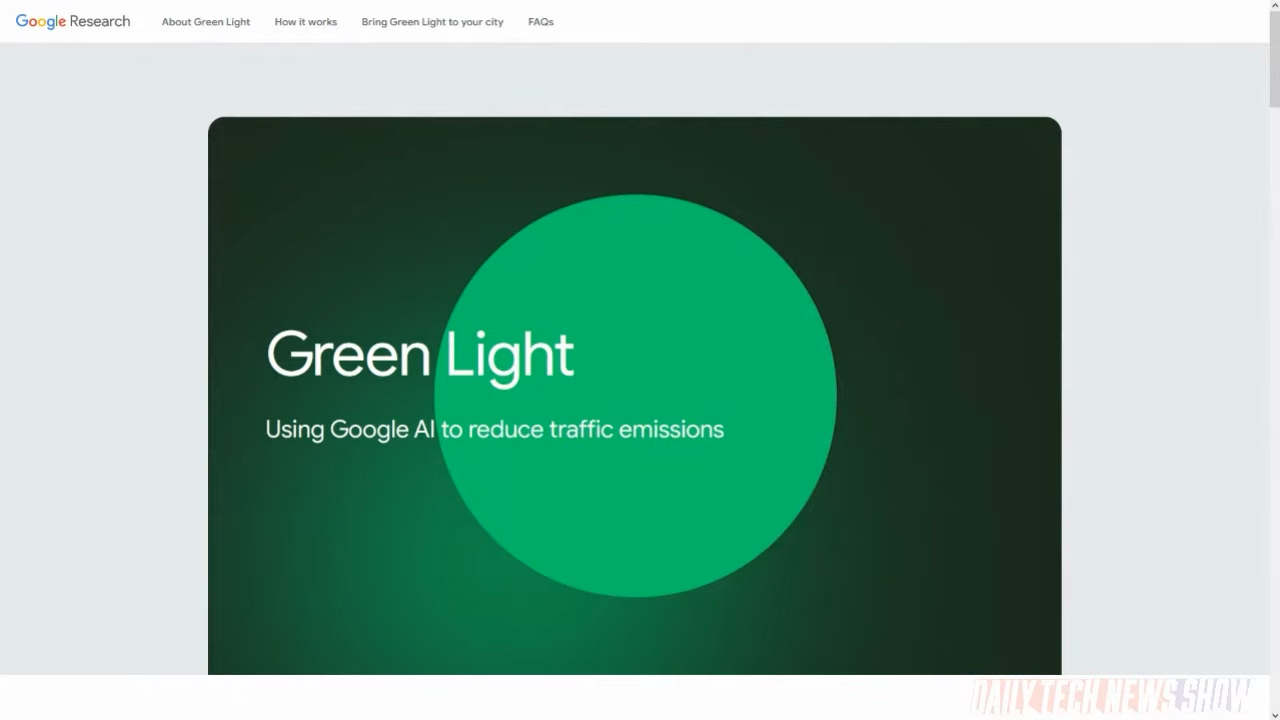 Google Research About Green Light How it works Bring Green Light to your city FAQs
Green Light
Using Google AI to reduce traffic emissions
DAILY TECH NEWS SHOW